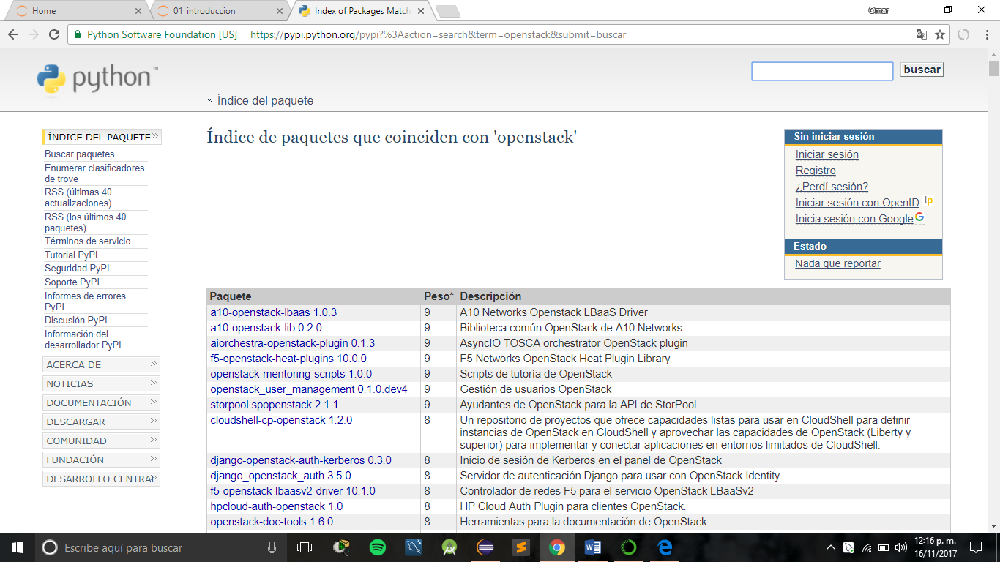 Home
01_introduccion
Index of Packages Match
Omar
Python Software Foundation [US]
https://pypi.python.org/pypi?%3Aaction=search&term=openstack&submit=buscar
python™
buscar
» Índice del paquete
ÍNDICE DEL PAQUETE »
Buscar paquetes
Enumerar clasificadores
de trove
RSS (últimas 40
actualizaciones)
RSS (los últimos 40
paquetes)
Términos de servicio
Tutorial PyPI
Seguridad PyPI
Soporte PyPI
Informes de errores
PyPI
Discusión PyPI
Información del
desarrollador PyPI
ACERCA DE »
NOTICIAS »
DOCUMENTACIÓN »
DESCARGAR »
COMUNIDAD »
FUNDACIÓN »
DESARROLLO CENTRAL »
Índice de paquetes que coinciden con 'openstack'
Sin iniciar sesión
Iniciar sesión
Registro
¿Perdí sesión?
Iniciar sesión con OpenID lp
Inicia sesión con Google G
Estado
Nada que reportar
Paquete Peso* Descripción
a10-openstack-lbaas 1.0.3 9 A10 Networks Openstack LBaaS Driver
a10-openstack-lib 0.2.0 9 Biblioteca común OpenStack de A10 Networks
aiorchestra-openstack-plugin 0.1.3 9 AsyncIO TOSCA orchestrator OpenStack plugin
f5-openstack-heat-plugins 10.0.0 9 F5 Networks OpenStack Heat Plugin Library
openstack-mentoring-scripts 1.0.0 9 Scripts de tutoría de OpenStack
openstack_user_management 0.1.0.dev4 9 Gestión de usuarios OpenStack
storpool.spopenstack 2.1.1 9 Ayudantes de OpenStack para la API de StorPool
cloudshell-cp-openstack 1.2.0 8 Un repositorio de proyectos que ofrece capacidades listas para usar en CloudShell para definir
instancias de OpenStack en CloudShell y aprovechar las capacidades de OpenStack (Liberty y
superior) para implementar y conectar aplicaciones en entornos limitados de CloudShell.
django-openstack-auth-kerberos 0.3.0 8 Inicio de sesión de Kerberos en el panel de OpenStack
django_openstack_auth 3.5.0 8 Servidor de autenticación Django para usar con OpenStack Identity
f5-openstack-lbaasv2-driver 10.1.0 8 Controlador de redes F5 para el servicio OpenStack LBaaSv2
hpcloud-auth-openstack 1.0 8 HP Cloud Auth Plugin para clientes OpenStack.
openstack-doc-tools 1.6.0 8 Herramientas para la documentación de OpenStack
Escribe aquí para buscar
12:16 p. m.
16/11/2017